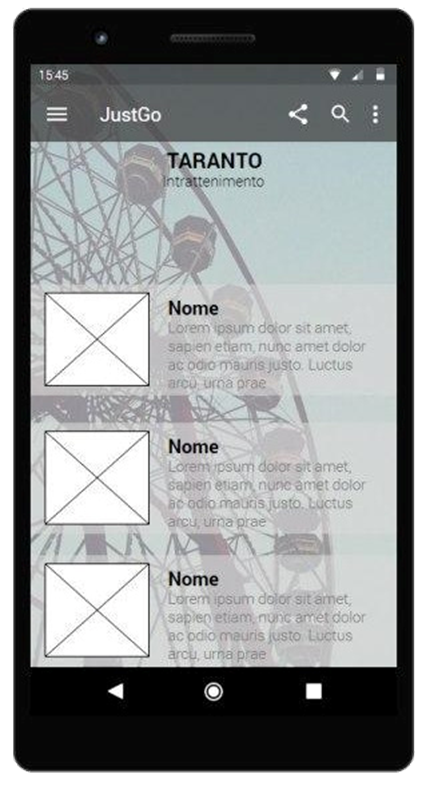 15:45
JustGo
TARANTO
Intrattenimento
Nome
Lorem ipsum dolor sit amet,
sapien etiam, nunc amet dolor
ac odio mauris justo. Luctus
arcu, urna prae
Nome
Lorem ipsum dolor sit amet,
sapien etiam, nunc amet dolor
ac odio mauris justo. Luctus
arcu, urna prae
Nome
Lorem ipsum dolor sit amet,
sapien etiam, nunc amet dolor
ac odio mauris justo. Luctus
arcu, urna prae